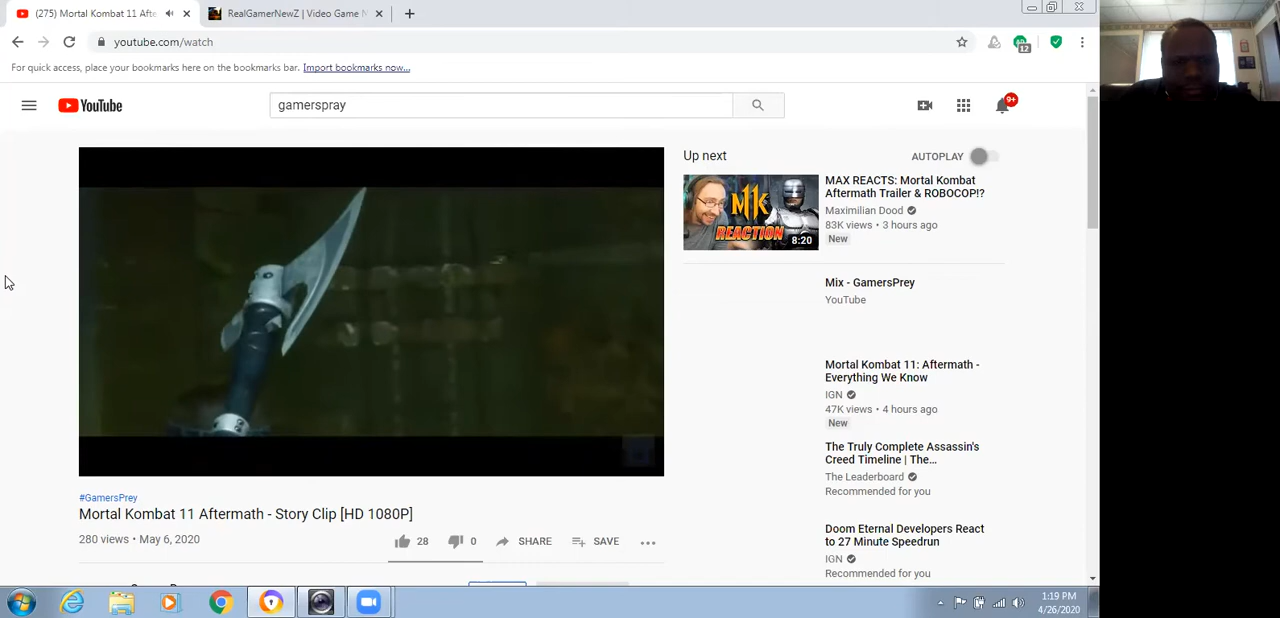 (275) Mortal Kombat 11 Afte
RealGamerNewZ | Video Game
youtube.com/watch
12
For quick access, place your bookmarks here on the bookmarks bar. Import bookmarks now...
YouTube
gamerspray
9+
Up next
AUTOPLAY
MK
REACTION
8:20
MAX REACTS: Mortal Kombat
Aftermath Trailer & ROBOCOP!?
Maximilian Dood
83K views • 3 hours ago
New
Mix - GamersPrey
YouTube
Mortal Kombat 11: Aftermath -
Everything We Know
IGN
47K views • 4 hours ago
New
The Truly Complete Assassin's
Creed Timeline | The...
The Leaderboard
Recommended for you
Doom Eternal Developers React
to 27 Minute Speedrun
IGN
Recommended for you
#GamersPrey
Mortal Kombat 11 Aftermath - Story Clip [HD 1080P]
280 views • May 6, 2020
28
0
SHARE
SAVE
1:19 PM
4/26/2020